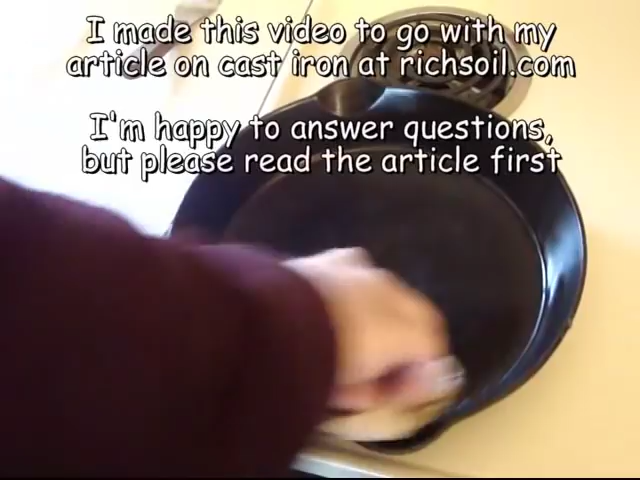 I made this video to go with my
article on cast iron at richsoil.com
I'm happy to answer questions,
but please read the article first